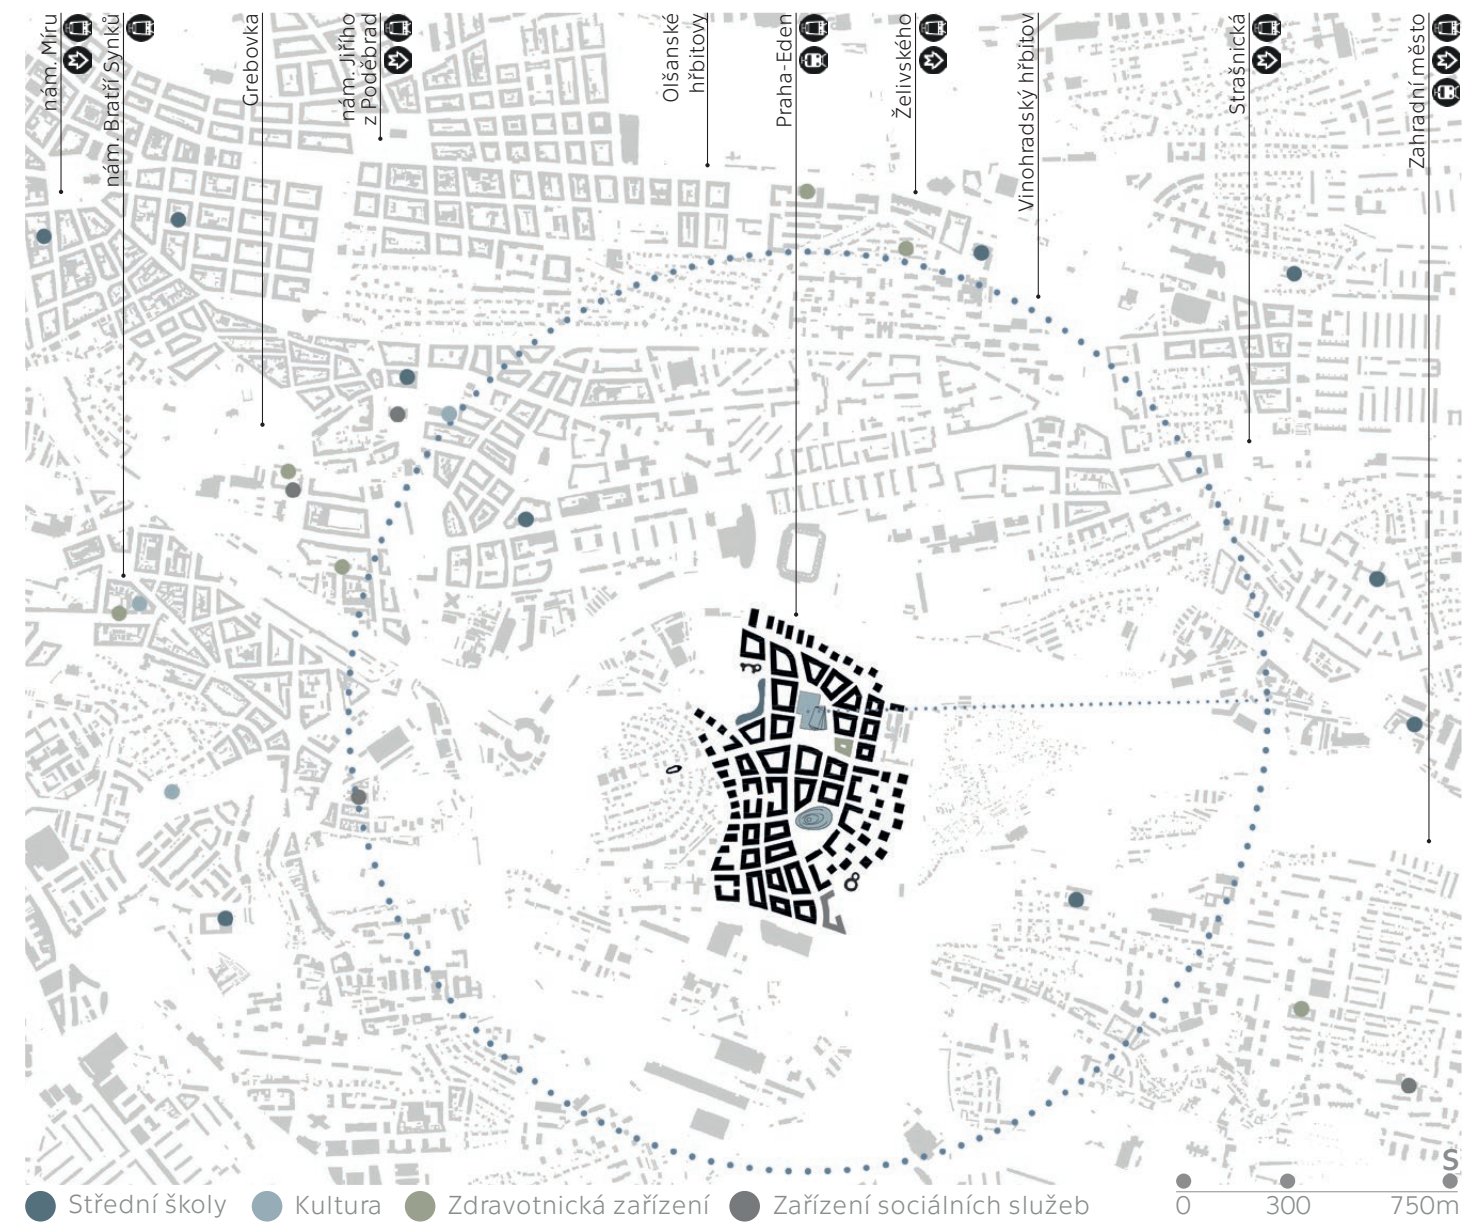 nám. Míru
nám. Bratří Synků
Grebovka
nám. Jiřího
z Poděbrad
Olšanské
hřbitovy
Praha-Eden
Želivského
Vinohradský hřbitov
Strašnická
Zahradní město
Střední školy
Kultura
Zdravotnická zařízení
Zařízení sociálních služeb
S
0 300 750m